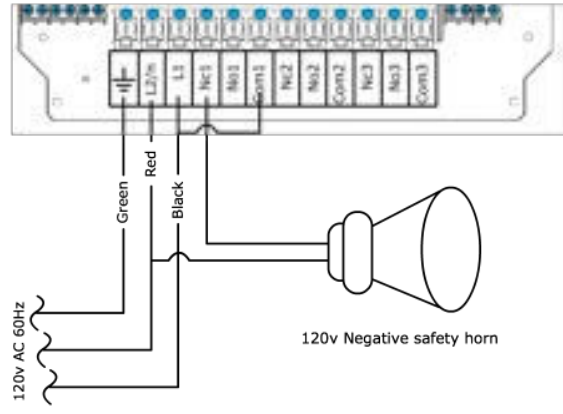 L2/n
L1
Nc1
No1
Com1
Nc2
No2
Com2
Nc3
No3
Com3
Green
Red
Black
120v AC 60Hz
120v Negative safety horn